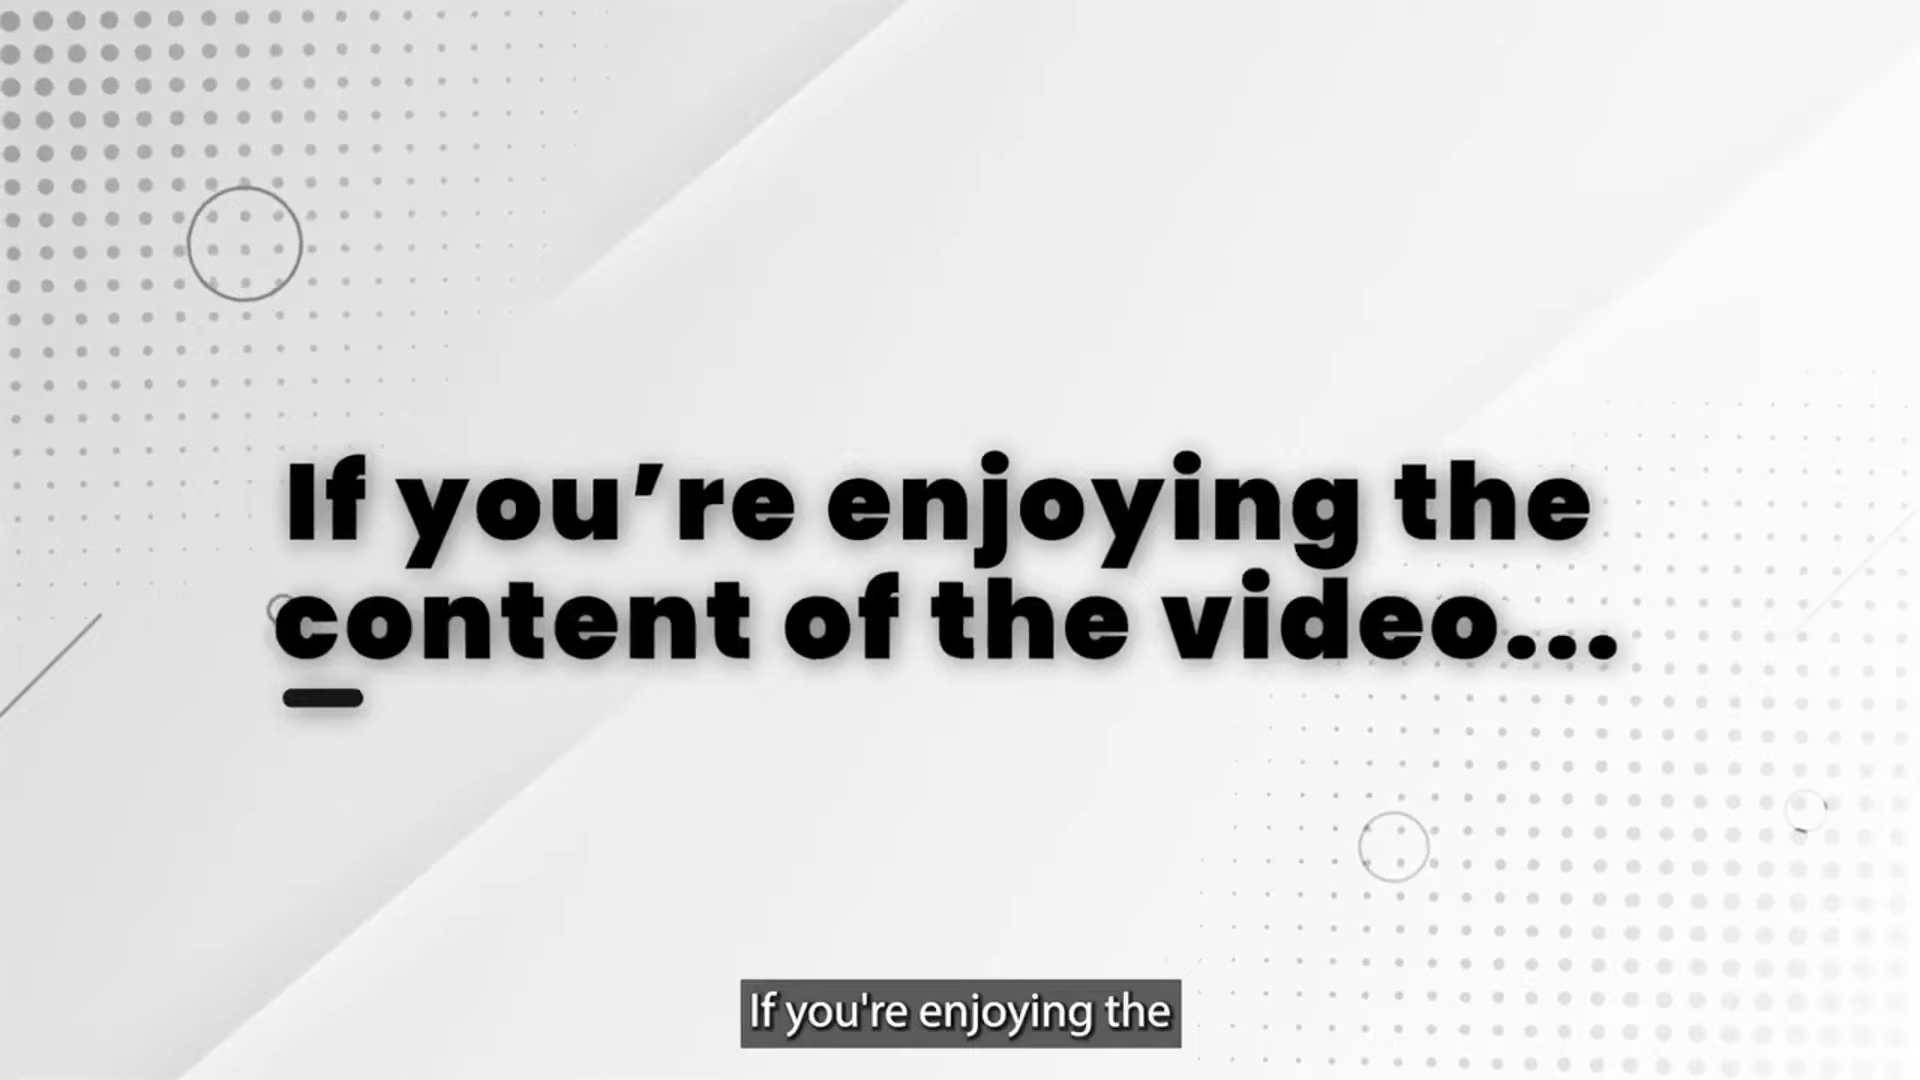 If you’re enjoying the
content of the video...
If you're enjoying the